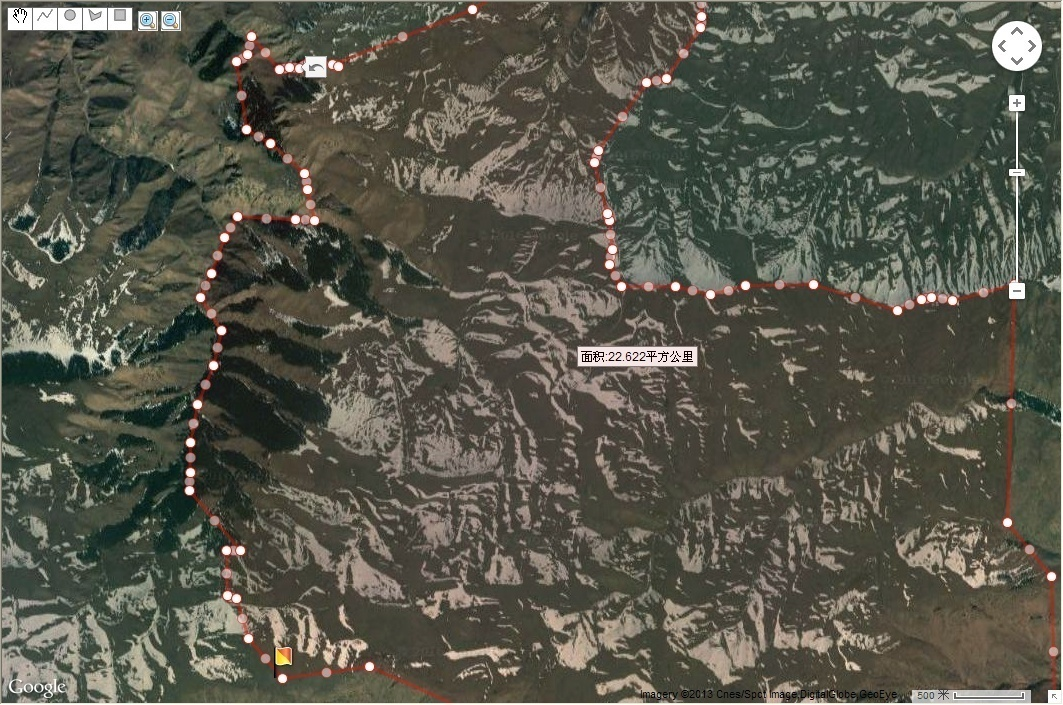 面积:22.622平方公里
Google
Imagery ©2013 Cnes/Spot Image,DigitalGlobe,GeoEye
500 米